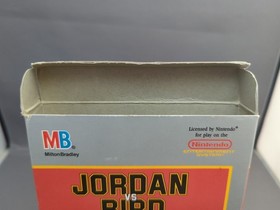 MB
MiltonBradley
Licensed by Nintendo®
for play on the
Nintendo
JORDAN
VS
BIRD